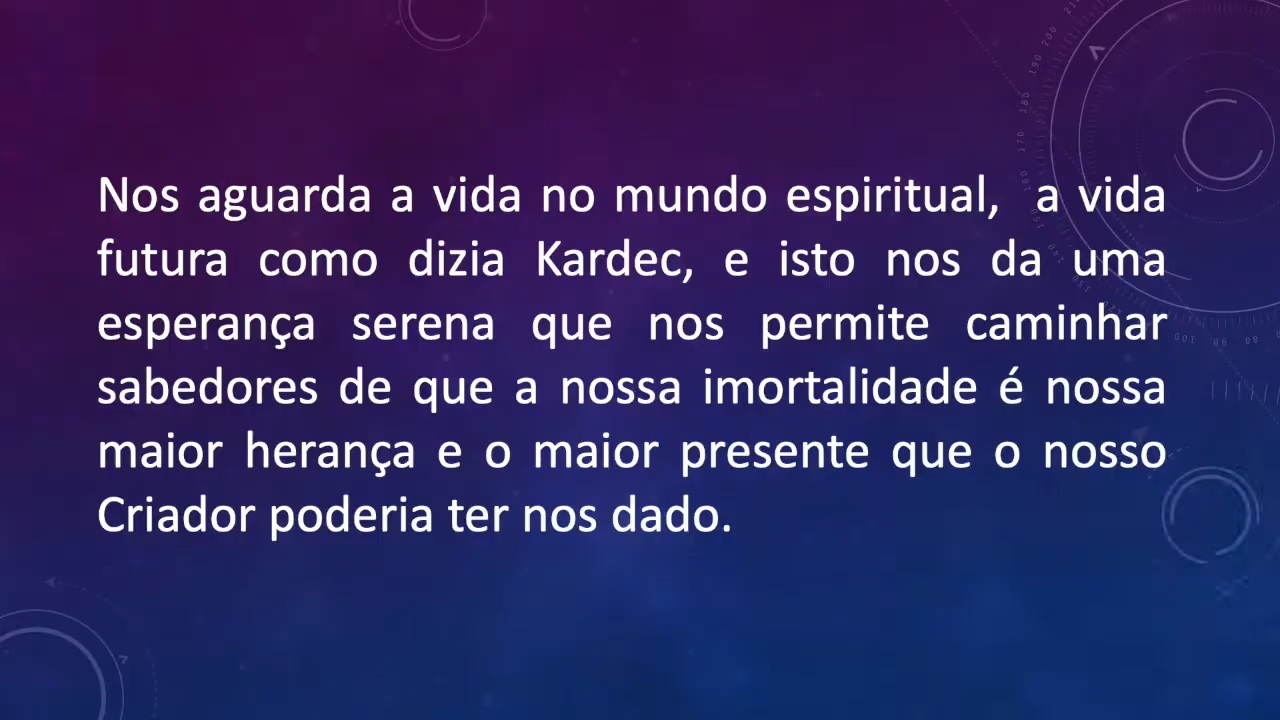 Nos aguarda a vida no mundo espiritual, a vida
futura como dizia Kardec, e isto nos da uma
esperança serena que nos permite caminhar
sabedores de que a nossa imortalidade é nossa
maior herança e o maior presente que o nosso
Criador poderia ter nos dado.